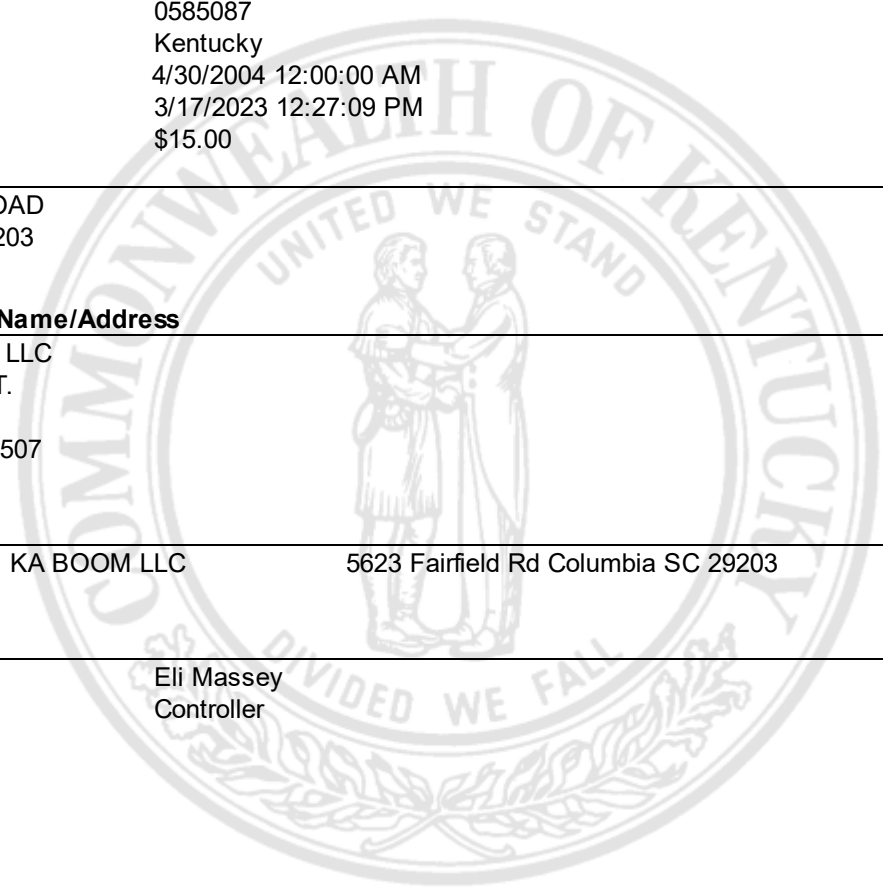 0585087
Kentucky
4/30/2004 12:00:00 AM
3/17/2023 12:27:09 PM
$15.00
OAD
203
Name/Address
LLC
T.
507
KA BOOM LLC 5623 Fairfield Rd Columbia SC 29203
Eli Massey
Controller
COMMONWEALTH OF KENTUCKY
UNITED WE STAND
DIVIDED WE FALL